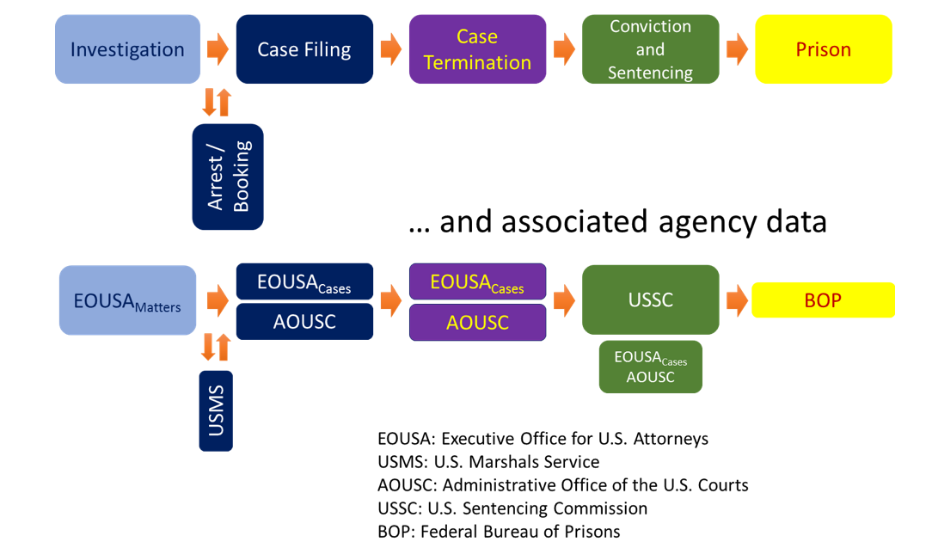 Investigation
Case Filing
Case
Termination
Conviction
and
Sentencing
Prison
Arrest /
Booking
... and associated agency data
EOUSAMatters
EOUSACases
AOUSC
EOUSACases
AOUSC
USSC
BOP
EOUSACases
AOUSC
USMS
EOUSA: Executive Office for U.S. Attorneys
USMS: U.S. Marshals Service
AOUSC: Administrative Office of the U.S. Courts
USSC: U.S. Sentencing Commission
BOP: Federal Bureau of Prisons